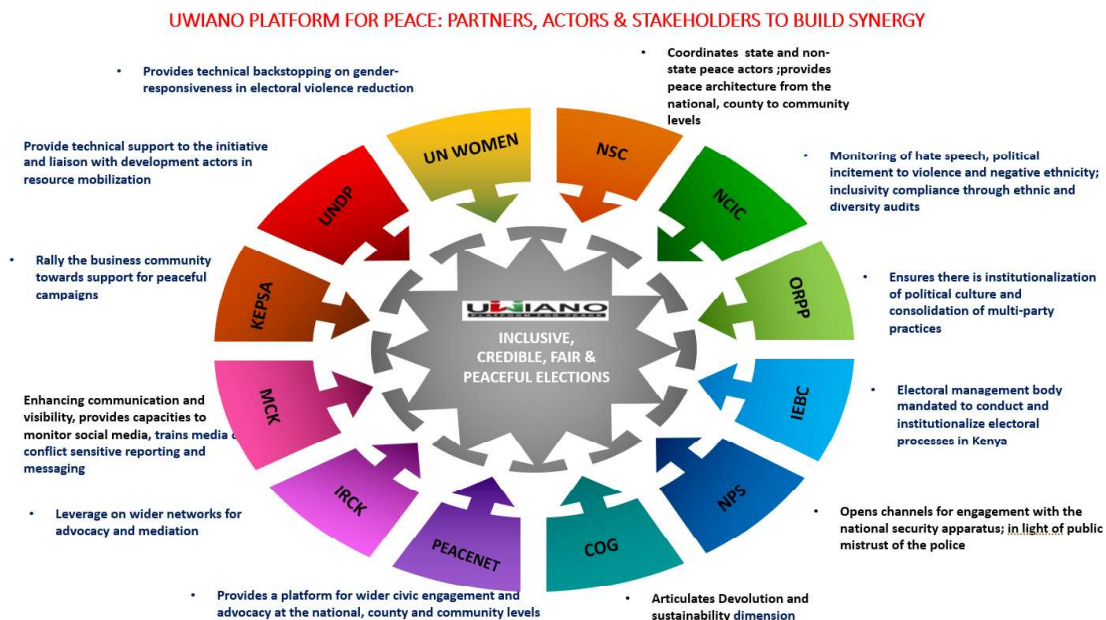 UWIANO PLATFORM FOR PEACE: PARTNERS, ACTORS & STAKEHOLDERS TO BUILD SYNERGY
• Coordinates state and non-
state peace actors ;provides
peace architecture from the
national, county to community
levels
• Provides technical backstopping on gender-
responsiveness in electoral violence reduction
UN WOMEN
NSC
Provide technical support to the initiative
and liaison with development actors in
resource mobilization
• Monitoring of hate speech, political
incitement to violence and negative ethnicity;
inclusivity compliance through ethnic and
diversity audits
UNDP
NCIC
• Rally the business community
towards support for peaceful
campaigns
KEPSA
ORPP
• Ensures there is institutionalization
of political culture and
consolidation of multi-party
practices
UWIANO
PLATFORM FOR PEACE
INCLUSIVE,
CREDIBLE, FAIR &
PEACEFUL ELECTIONS
MCK
IEBC
• Electoral management body
mandated to conduct and
institutionalize electoral
processes in Kenya
Enhancing communication and
visibility, provides capacities to
monitor social media, trains media
conflict sensitive reporting and
messaging
IRCK
NPS
• Leverage on wider networks for
advocacy and mediation
• Opens channels for engagement with the
national security apparatus; in light of public
mistrust of the police
PEACENET
COG
• Provides a platform for wider civic engagement and
advocacy at the national, county and community levels
• Articulates Devolution and
sustainability dimension